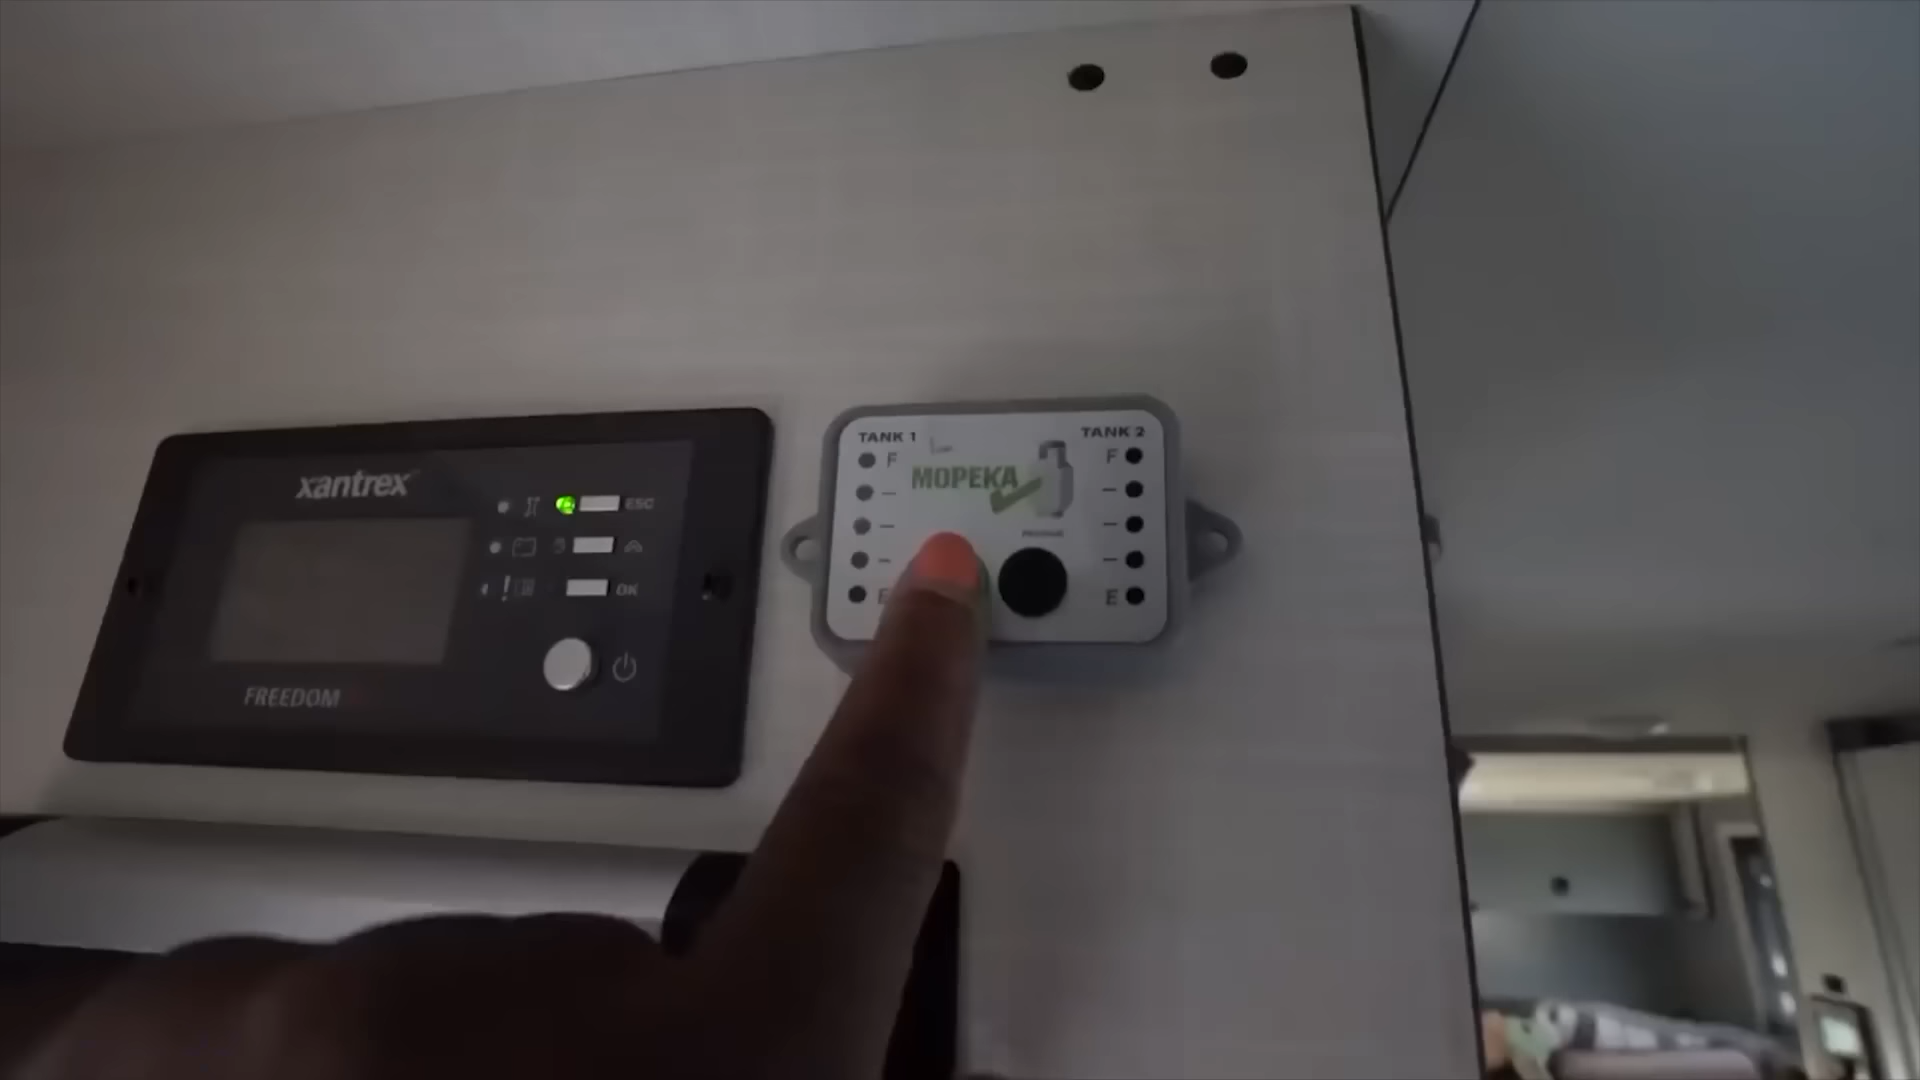 xantrex
ESC
OK
FREEDOM
TANK 1
TANK 2
F
F
MOPEKA
E
E